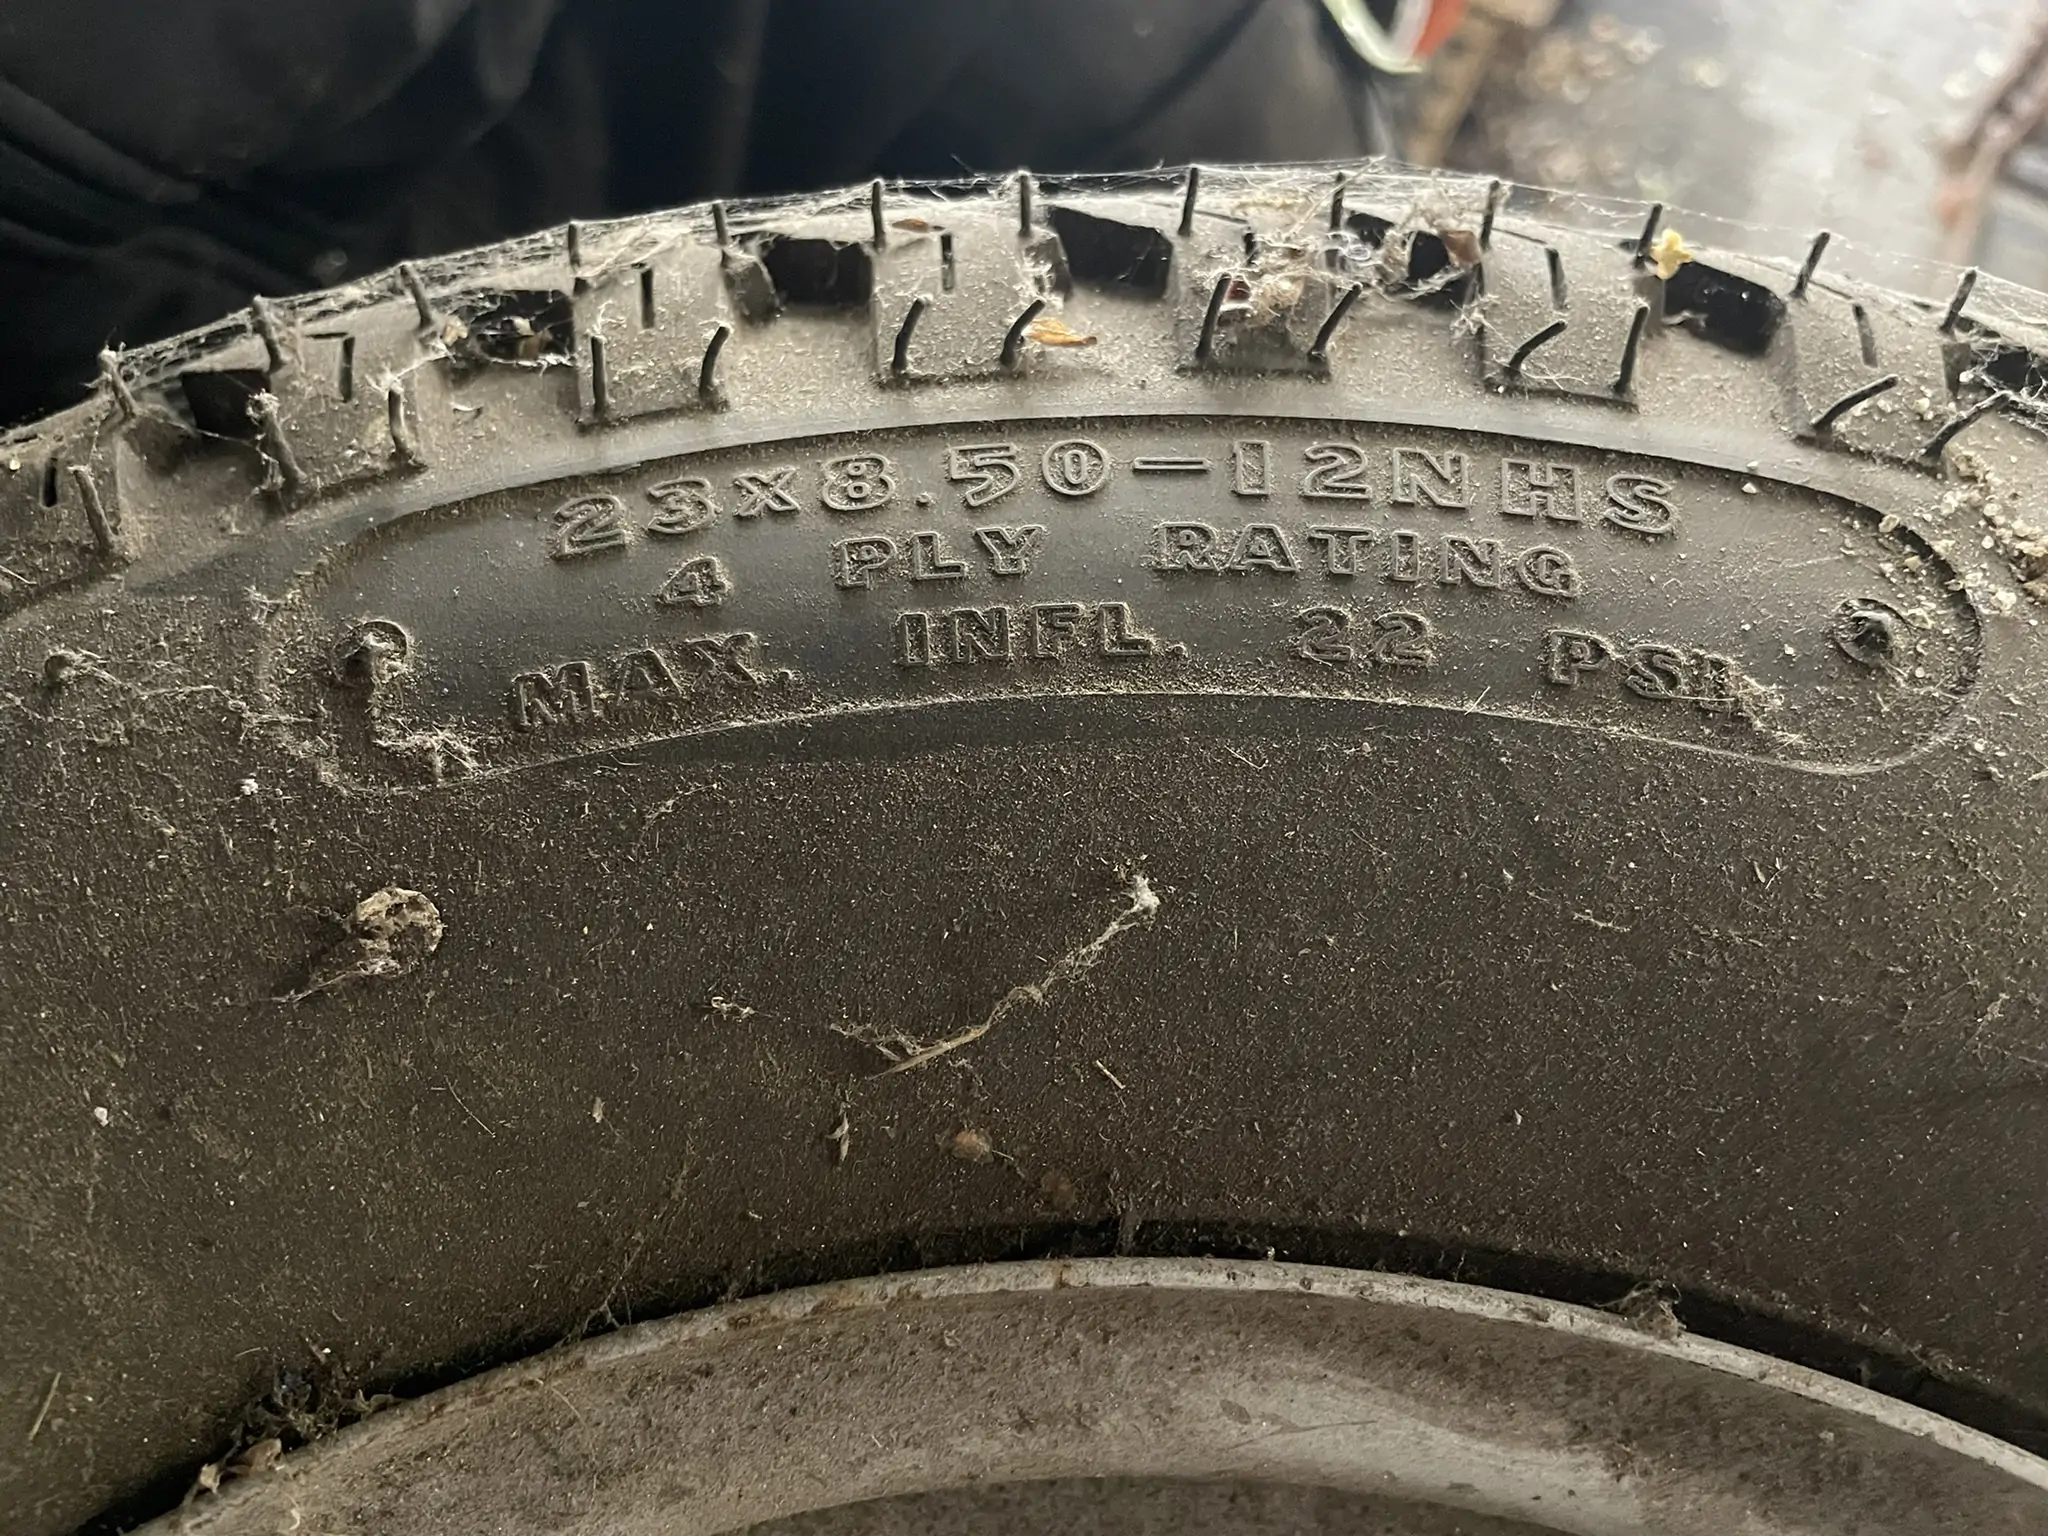 23x8.50-12NHS
4 PLY RATING
MAX. INFL. 22 PSI